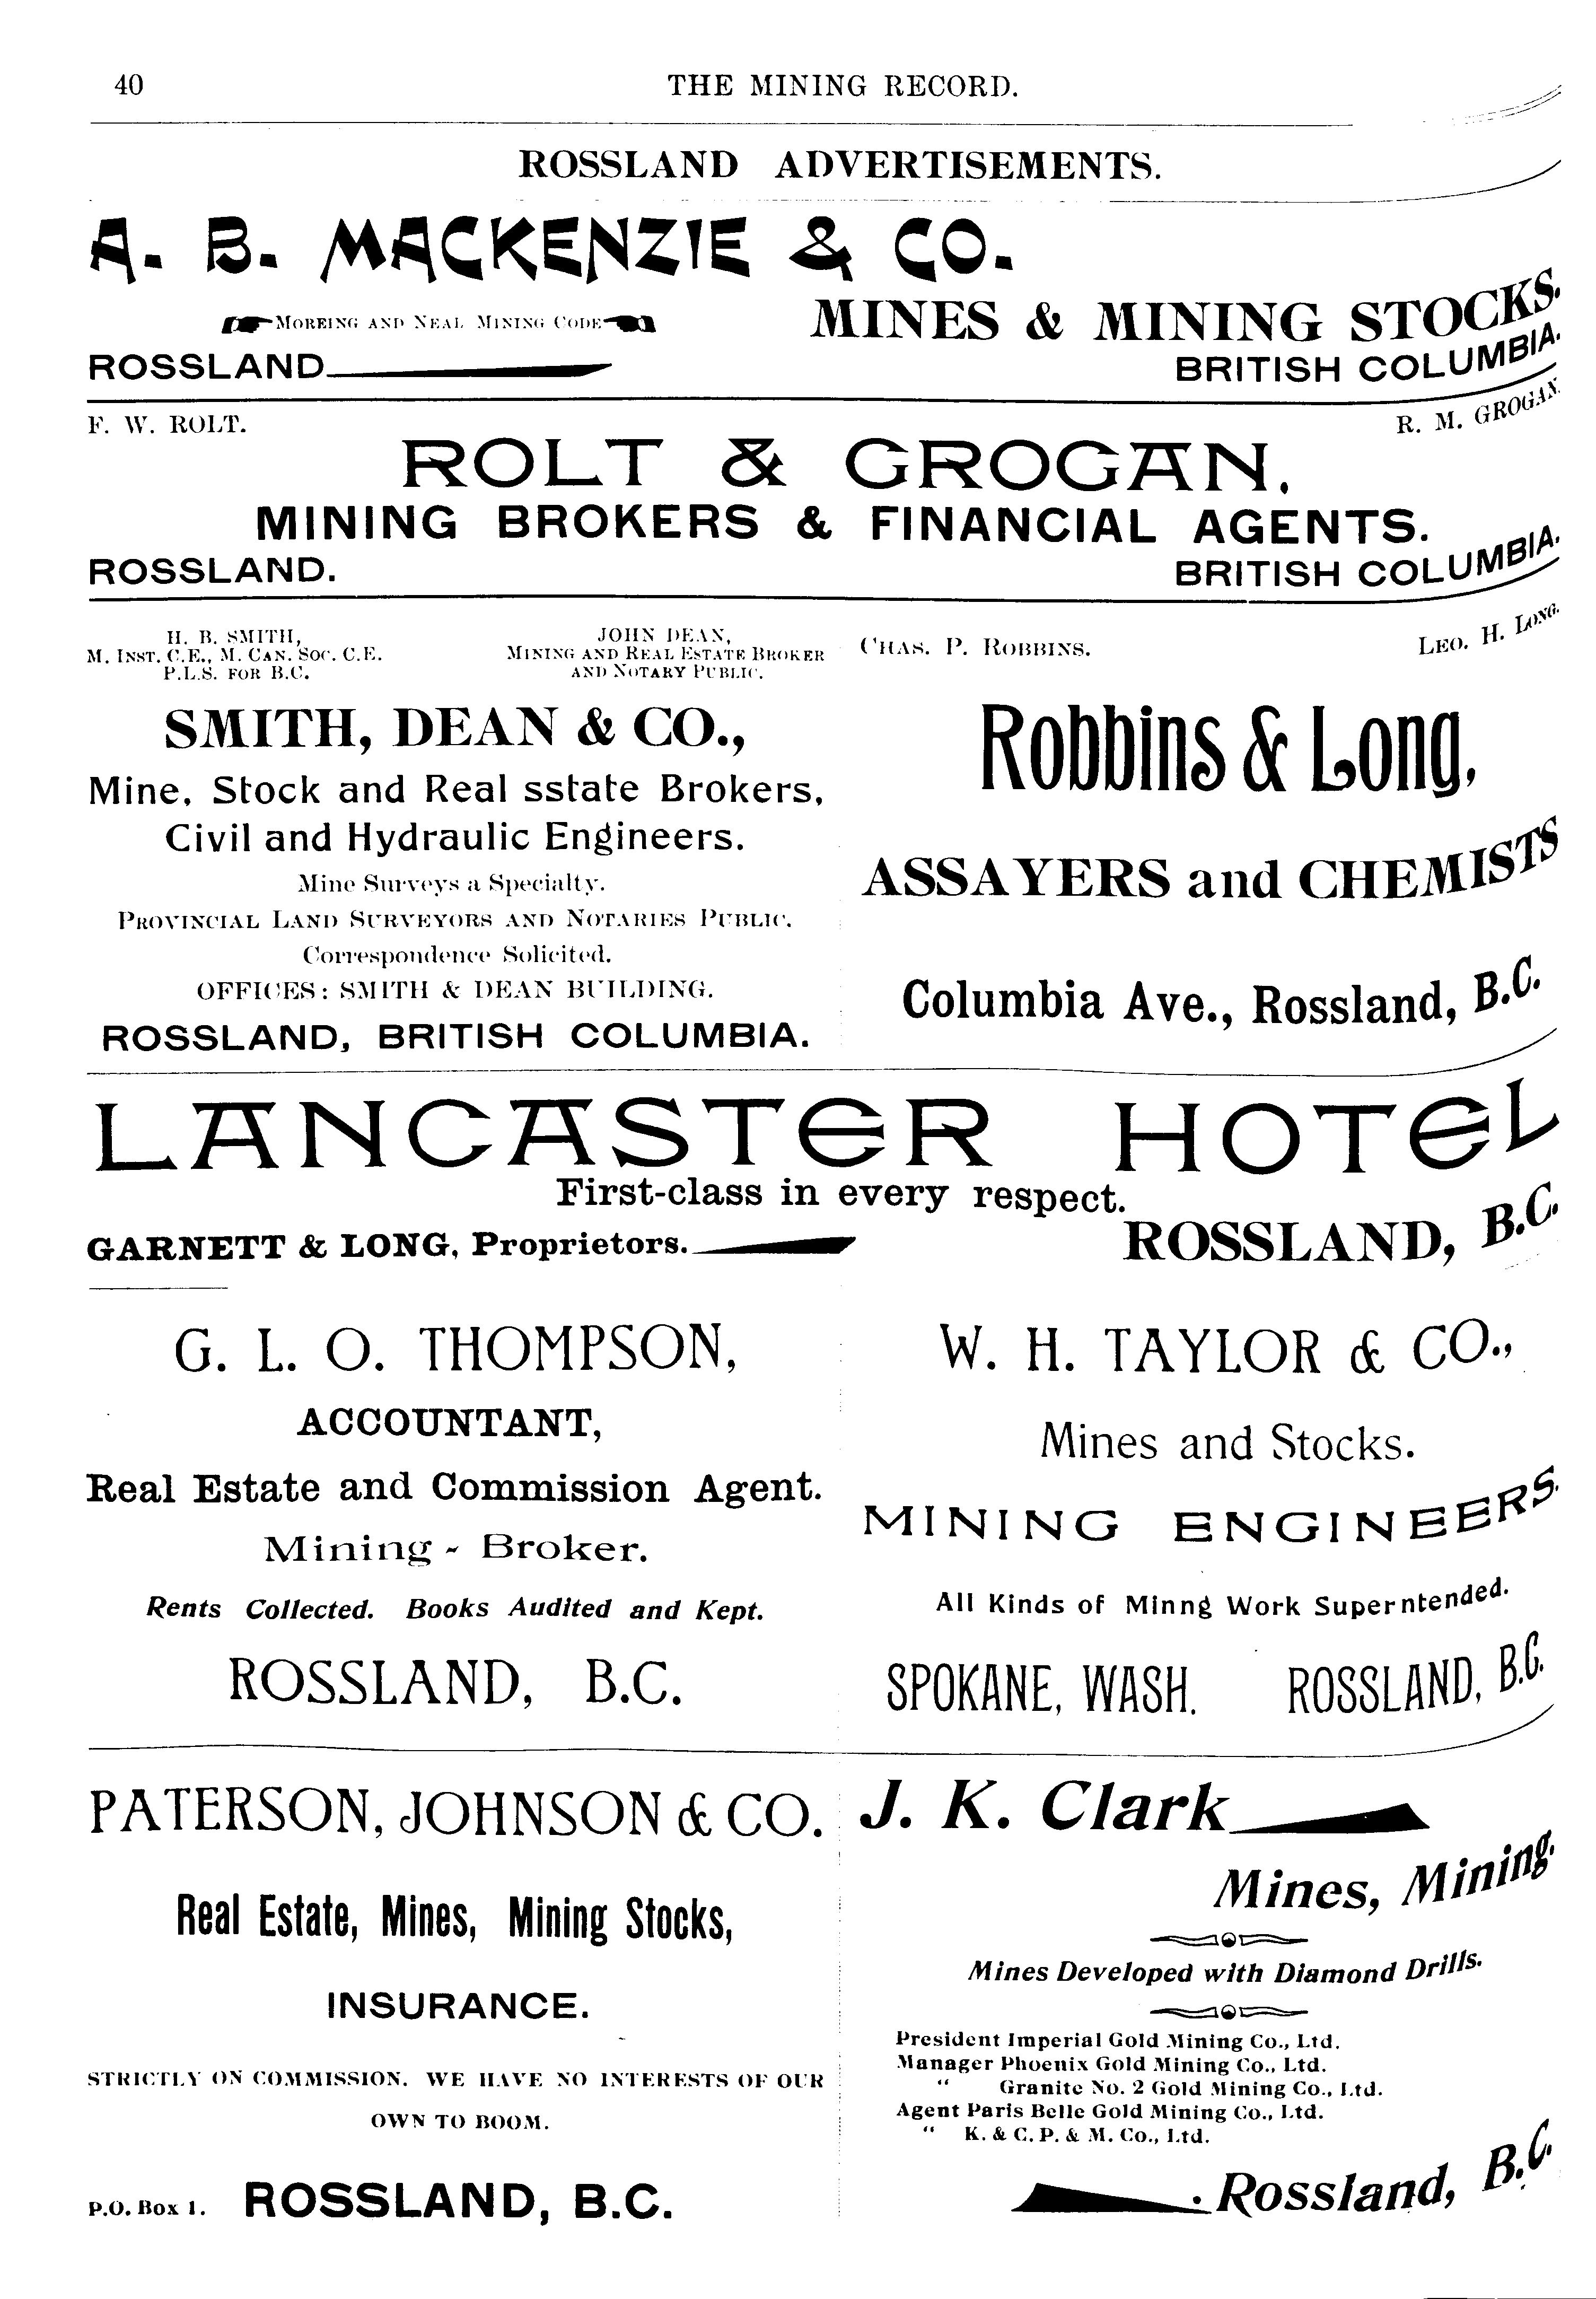 40
THE MINING RECORD.
ROSSLAND ADVERTISEMENTS.
A. B. MACKENZIE & CO.
MOREING AND NEAL MINING CODE
MINES & MINING STOCKS.
ROSSLAND
BRITISH COLUMBIA.
F. W. ROLT.
R. M. GROGAN.
ROLT & GROGAN.
MINING BROKERS & FINANCIAL AGENTS.
ROSSLAND.
BRITISH COLUMBIA.
H. B. SMITH,
M. INST. C.E., M. CAN. SOC. C.E.
P.L.S. FOR B.C.
JOHN DEAN,
MINING AND REAL ESTATE BROKER
AND NOTARY PUBLIC.
SMITH, DEAN & CO.,
Mine, Stock and Real sstate Brokers,
Civil and Hydraulic Engineers.
Mine Surveys a Specialty.
PROVINCIAL LAND SURVEYORS AND NOTARIES PUBLIC.
Correspondence Solicited.
OFFICES: SMITH & DEAN BUILDING.
ROSSLAND, BRITISH COLUMBIA.
CHAS. P. ROBBINS.
LEO. H. LONG.
Robbins & Long,
ASSAYERS and CHEMISTS
Columbia Ave., Rossland, B.C.
LANCASTER HOTEL
First-class in every respect.
GARNETT & LONG, Proprietors.
ROSSLAND, B.C.
G. L. O. THOMPSON,
ACCOUNTANT,
Real Estate and Commission Agent.
Mining - Broker.
Rents Collected. Books Audited and Kept.
ROSSLAND, B.C.
W. H. TAYLOR & CO.,
Mines and Stocks.
MINING ENGINEERS.
All Kinds of Minng Work Superntended.
SPOKANE, WASH. ROSSLAND, B.C.
PATERSON, JOHNSON & CO.
Real Estate, Mines, Mining Stocks,
INSURANCE.
STRICTLY ON COMMISSION. WE HAVE NO INTERESTS OF OUR
OWN TO BOOM.
P.O. Box 1. ROSSLAND, B.C.
J. K. Clark
Mines, Mining.
Mines Developed with Diamond Drills.
President Imperial Gold Mining Co., Ltd.
Manager Phoenix Gold Mining Co., Ltd.
" Granite No. 2 Gold Mining Co., Ltd.
Agent Paris Belle Gold Mining Co., Ltd.
" K. & C. P. & M. Co., Ltd.
Rossland, B.C.